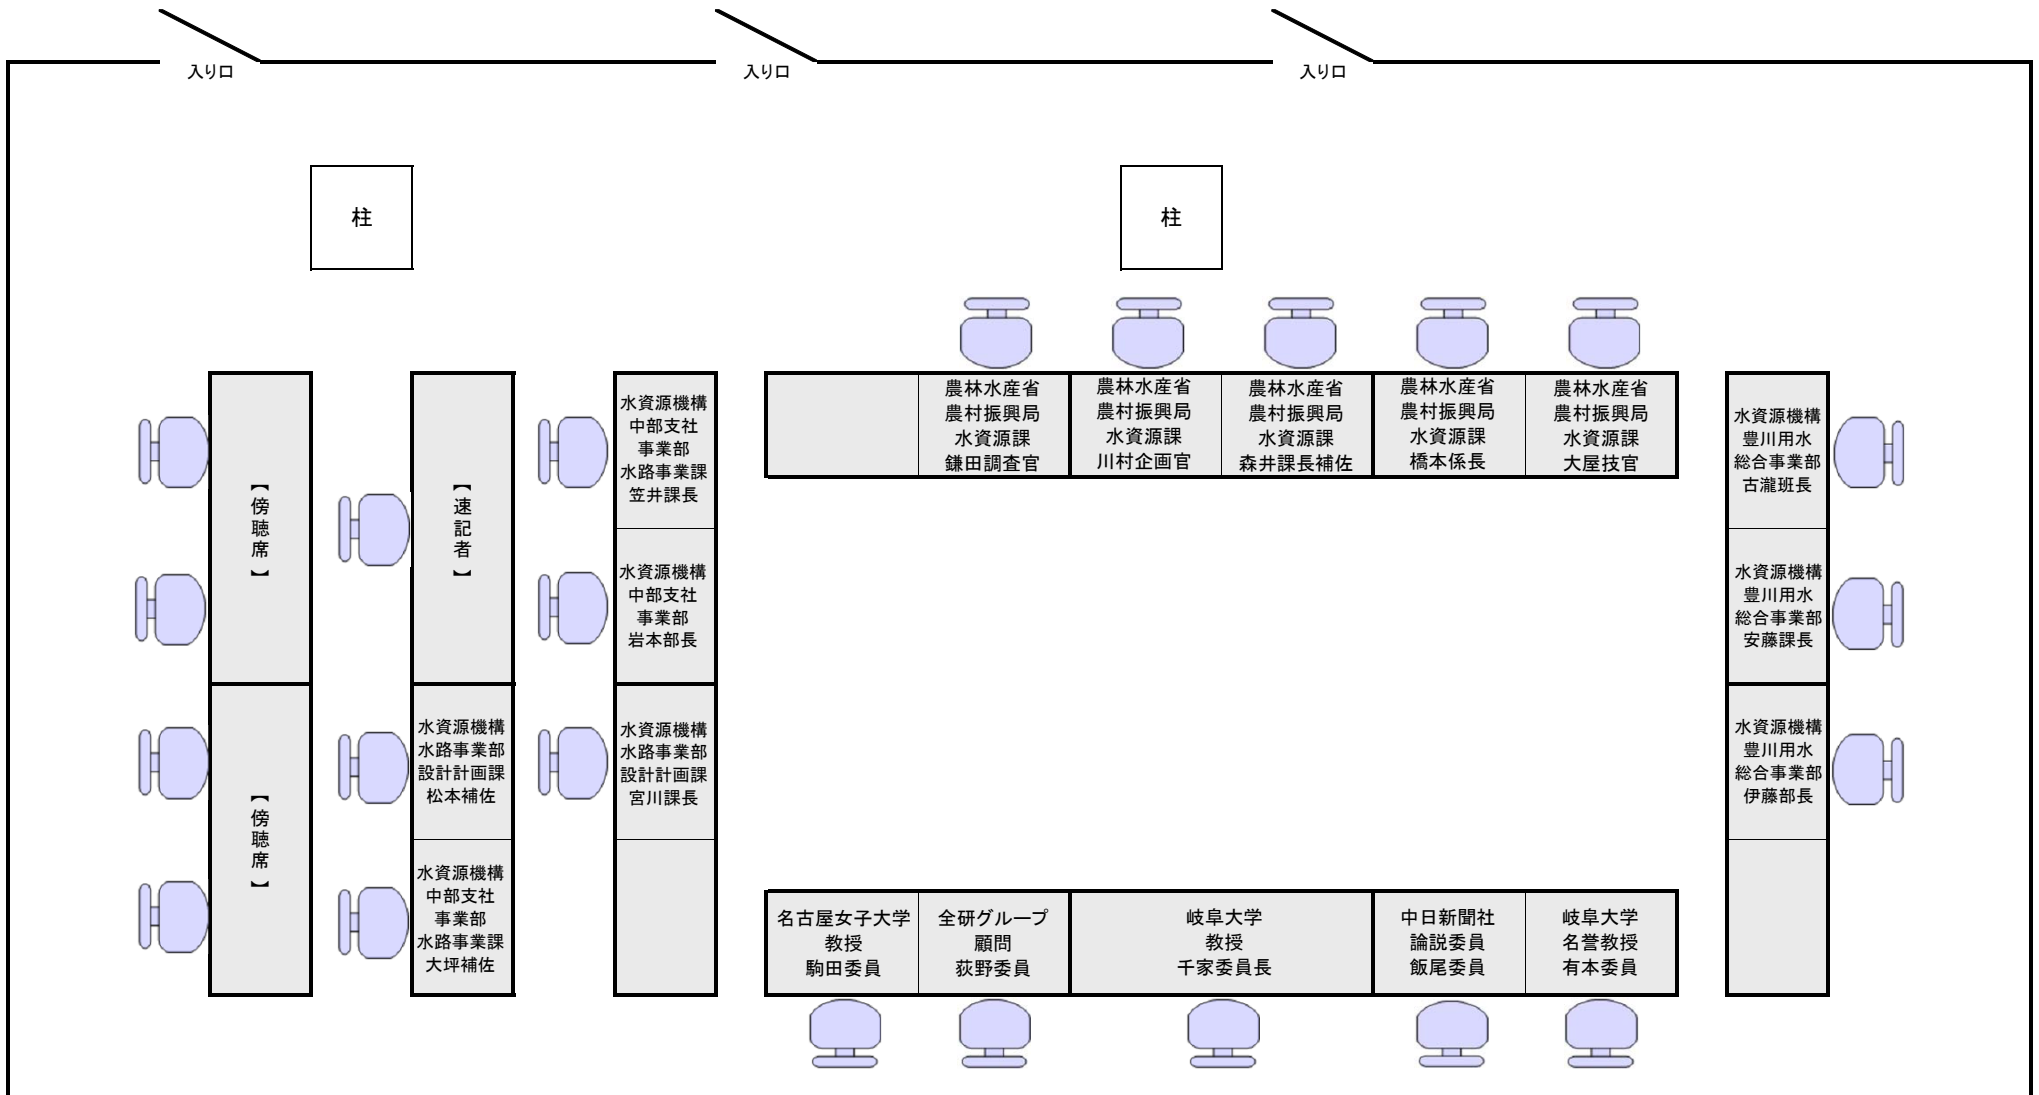 入り口
入り口
入り口
柱
柱
【傍聴席】
【傍聴席】
【速記者】
水資源機構
水路事業部
設計計画課
松本補佐
水資源機構
中部支社
事業部
水路事業課
大坪補佐
水資源機構
中部支社
事業部
水路事業課
笠井課長
水資源機構
中部支社
事業部
岩本部長
水資源機構
水路事業部
設計計画課
宮川課長
農林水産省
農村振興局
水資源課
鎌田調査官
農林水産省
農村振興局
水資源課
川村企画官
農林水産省
農村振興局
水資源課
森井課長補佐
農林水産省
農村振興局
水資源課
橋本係長
農林水産省
農村振興局
水資源課
大屋技官
水資源機構
豊川用水
総合事業部
古瀧班長
水資源機構
豊川用水
総合事業部
安藤課長
水資源機構
豊川用水
総合事業部
伊藤部長
名古屋女子大学
教授
駒田委員
全研グループ
顧問
荻野委員
岐阜大学
教授
千家委員長
中日新聞社
論説委員
飯尾委員
岐阜大学
名誉教授
有本委員